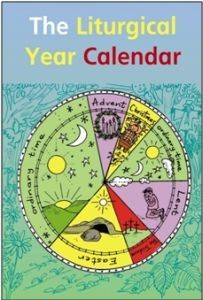 The Liturgical
Year Calendar
Advent
Christmas
ordinary time
Lent
Easter
ordinary time